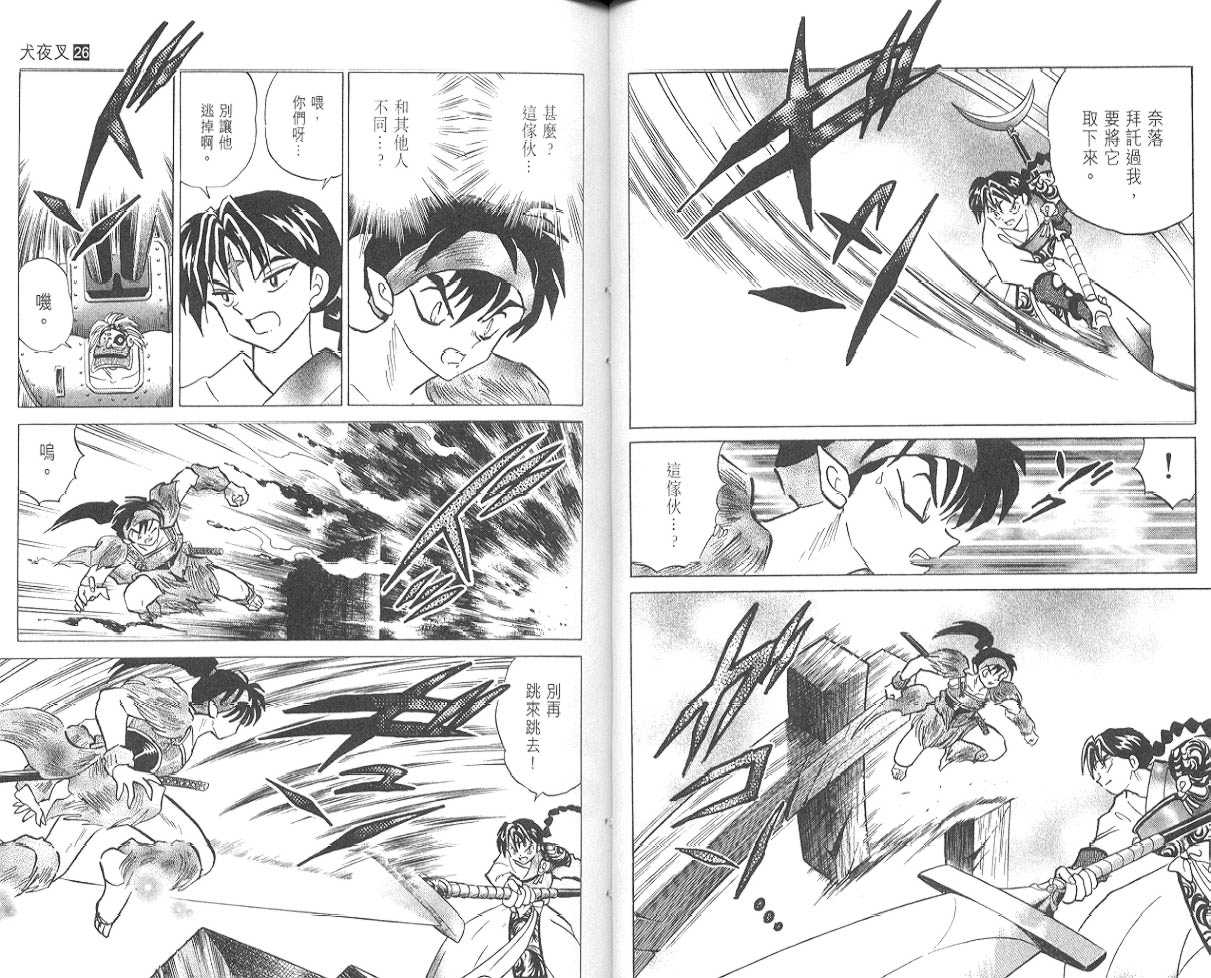 犬夜叉26
奈落
拜託過我，
要將它
取下來。
！
這傢伙…？
甚麼？
這傢伙…
和其他人
不同…？
喂，
你們呀…
別讓他
逃掉啊。
嘰。
嗚。
別再
跳來跳去！